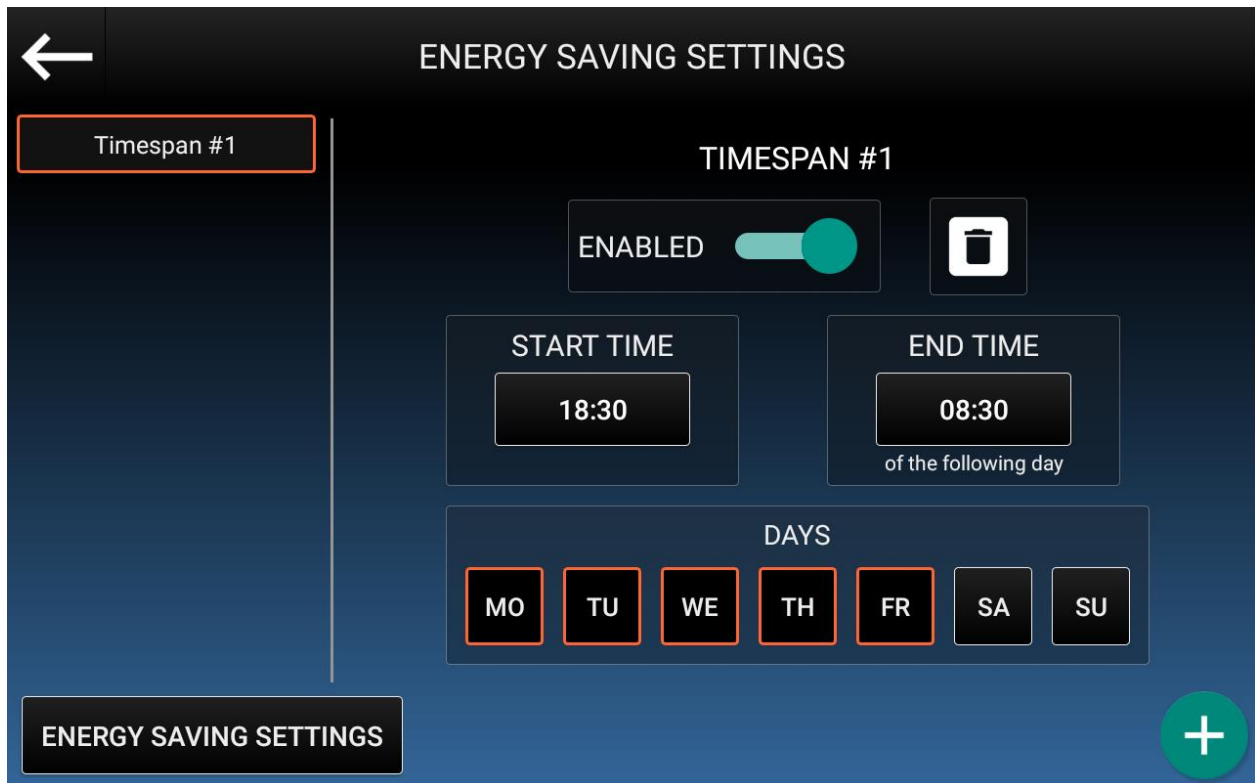 ENERGY SAVING SETTINGS
Timespan #1
TIMESPAN #1
ENABLED
START TIME
18:30
END TIME
08:30
of the following day
DAYS
MO TU WE TH FR SA SU
ENERGY SAVING SETTINGS